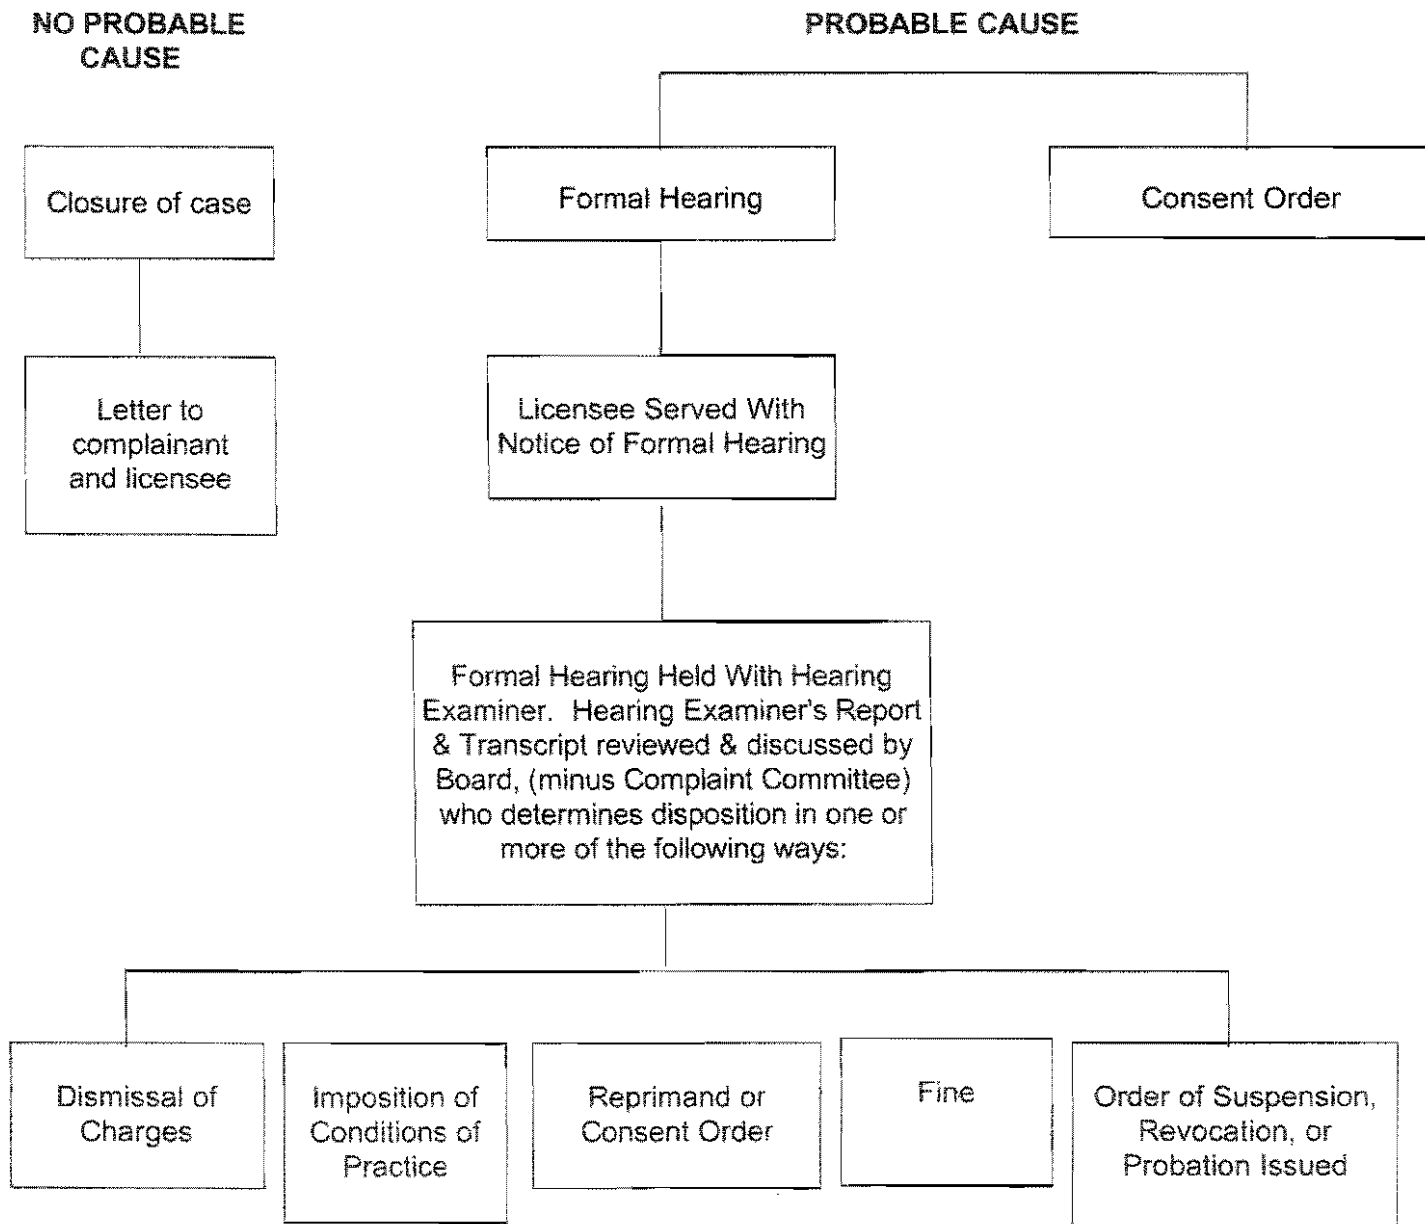 NO PROBABLE
CAUSE
PROBABLE CAUSE
Closure of case
Formal Hearing
Consent Order
Letter to
complainant
and licensee
Licensee Served With
Notice of Formal Hearing
Formal Hearing Held With Hearing
Examiner. Hearing Examiner's Report
& Transcript reviewed & discussed by
Board, (minus Complaint Committee)
who determines disposition in one or
more of the following ways:
Dismissal of
Charges
Imposition of
Conditions of
Practice
Reprimand or
Consent Order
Fine
Order of Suspension,
Revocation, or
Probation Issued